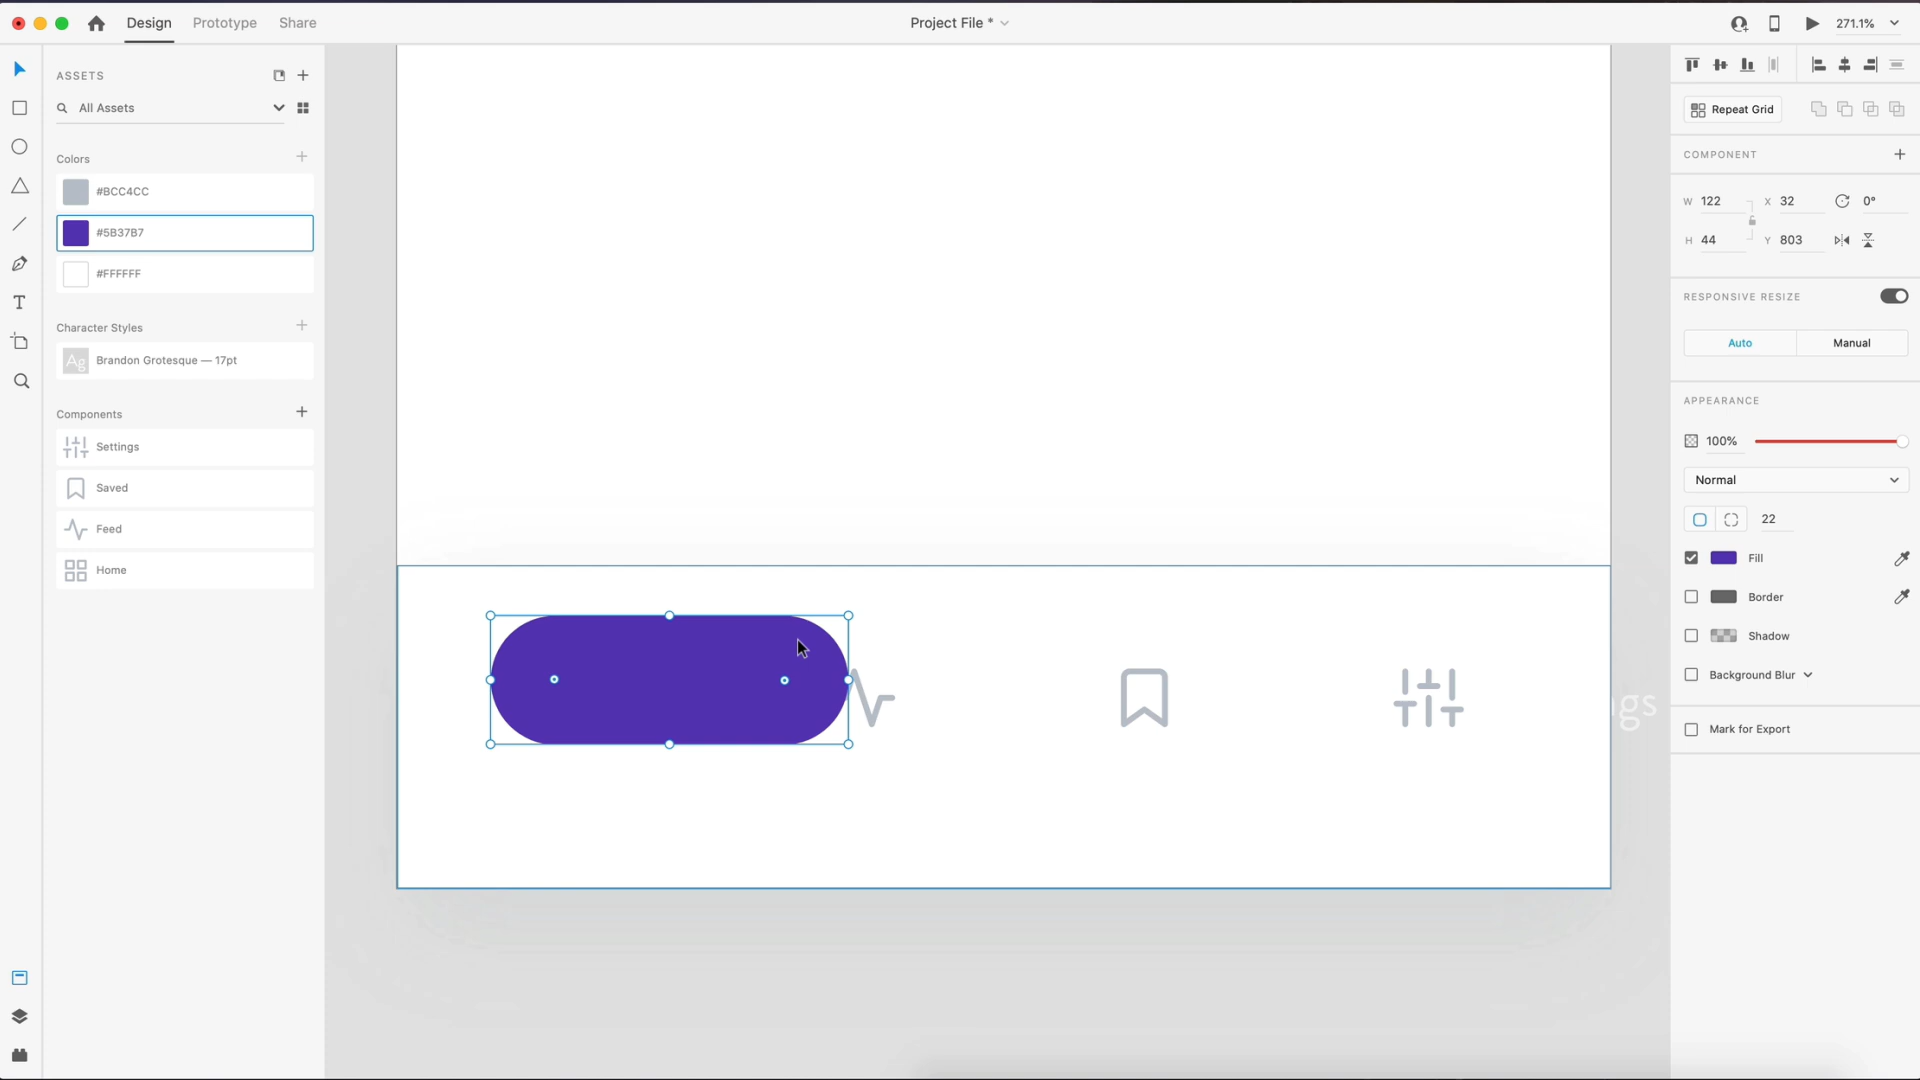 Design
Prototype
Share
Project File *
271.1%
ASSETS
All Assets
Colors
#BCC4CC
#5B37B7
#FFFFFF
Character Styles
Ag
Brandon Grotesque — 17pt
Components
Settings
Saved
Feed
Home
gs
Repeat Grid
COMPONENT
W 122
X 32
0°
H 44
Y 803
RESPONSIVE RESIZE
Auto
Manual
APPEARANCE
100%
Normal
22
Fill
Border
Shadow
Background Blur
Mark for Export